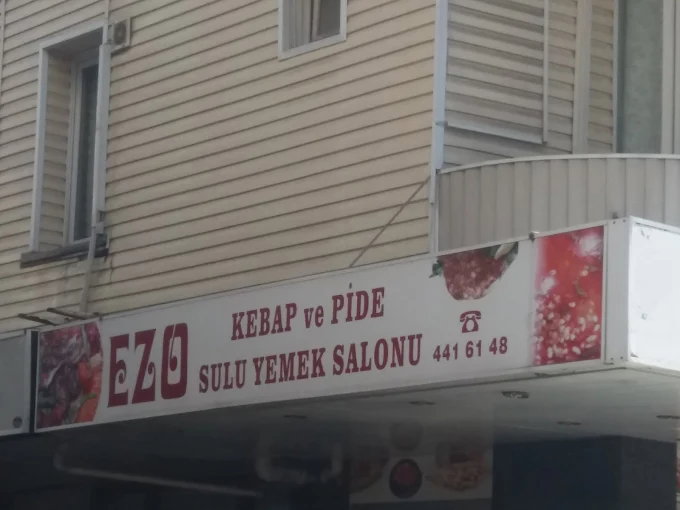 EZO
KEBAP ve PİDE
SULU YEMEK SALONU
☎
441 61 48